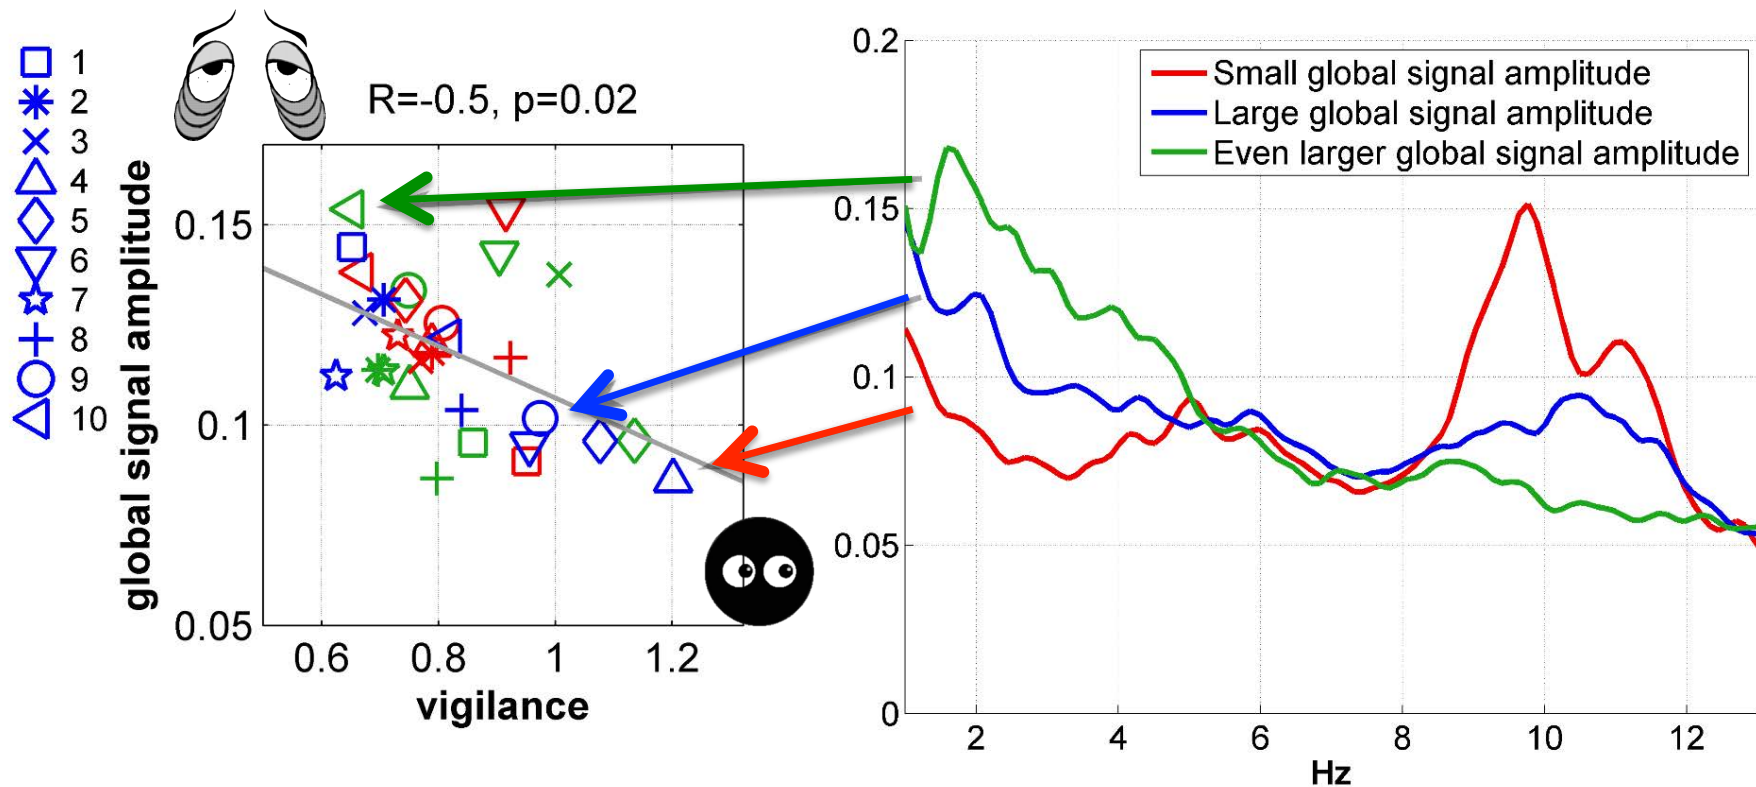 1
2
3
4
5
6
7
8
9
10
R=-0.5, p=0.02
global signal amplitude
0.15
0.1
0.05
0.6 0.8 1 1.2
vigilance
0.2
0.15
0.1
0.05
0
Small global signal amplitude
Large global signal amplitude
Even larger global signal amplitude
2 4 6 8 10 12
Hz